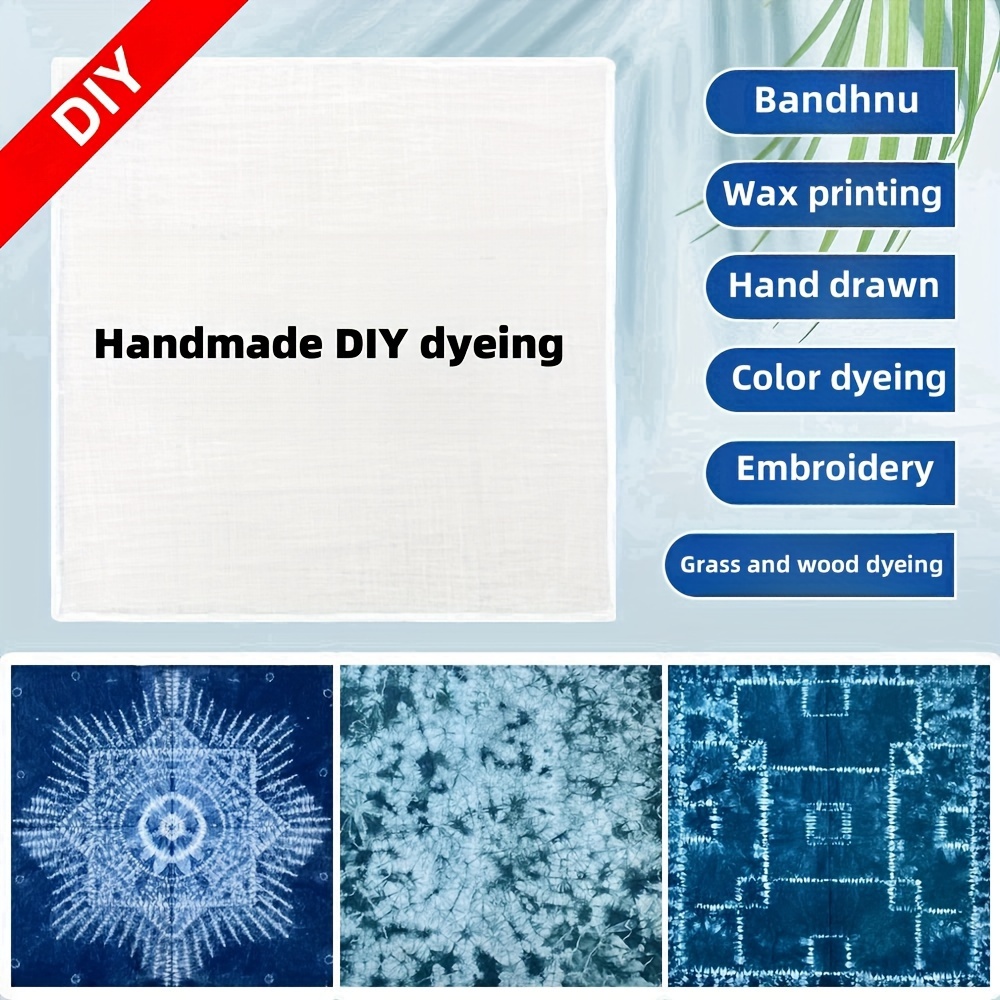 DIY
Handmade DIY dyeing
Bandhnu
Wax printing
Hand drawn
Color dyeing
Embroidery
Grass and wood dyeing